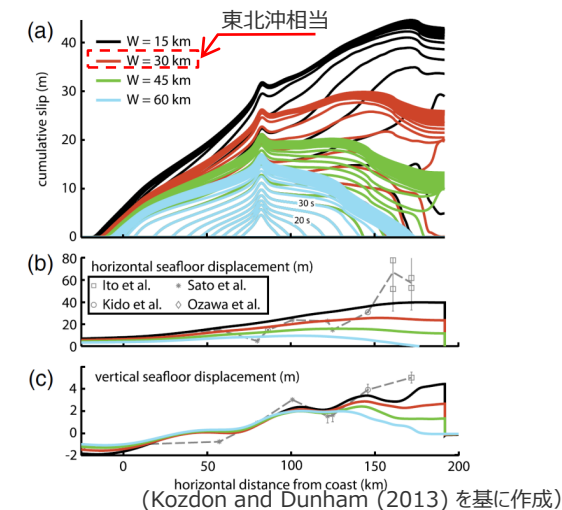 東北沖相当
(a)
40
30
20
10
0
cumulative slip (m)
W = 15 km
W = 30 km
W = 45 km
W = 60 km
30 s
20 s
(b)
80
60
40
20
0
horizontal seafloor displacement (m)
Ito et al. Sato et al.
Kido et al. Ozawa et al.
(c)
4
2
0
-2
vertical seafloor displacement (m)
0 50 100 150 200
horizontal distance from coast (km)
(Kozdon and Dunham (2013) を基に作成)